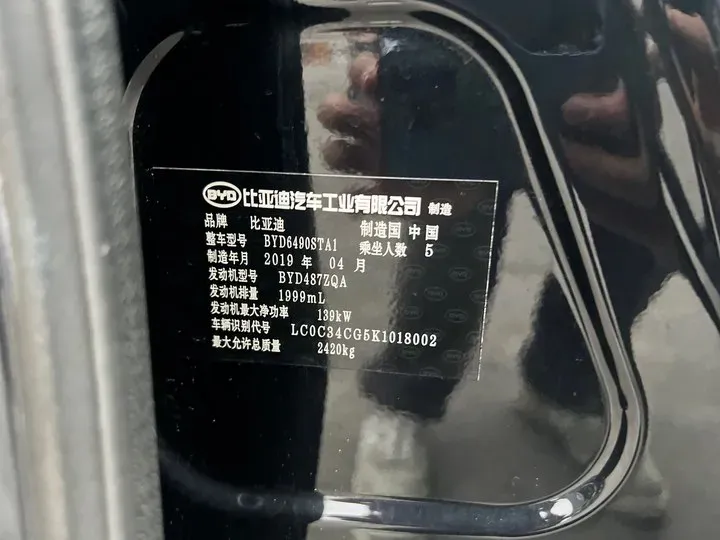 BYD 比亚迪汽车工业有限公司 制造
品牌 比亚迪 制造国 中国
整车型号 BYD6490STA1 乘坐人数 5
制造年月 2019 年 04 月
发动机型号 BYD487ZQA
发动机排量 1999mL
发动机最大净功率 139kW
车辆识别代号 LC0C34CG5K1018002
最大允许总质量 2420kg